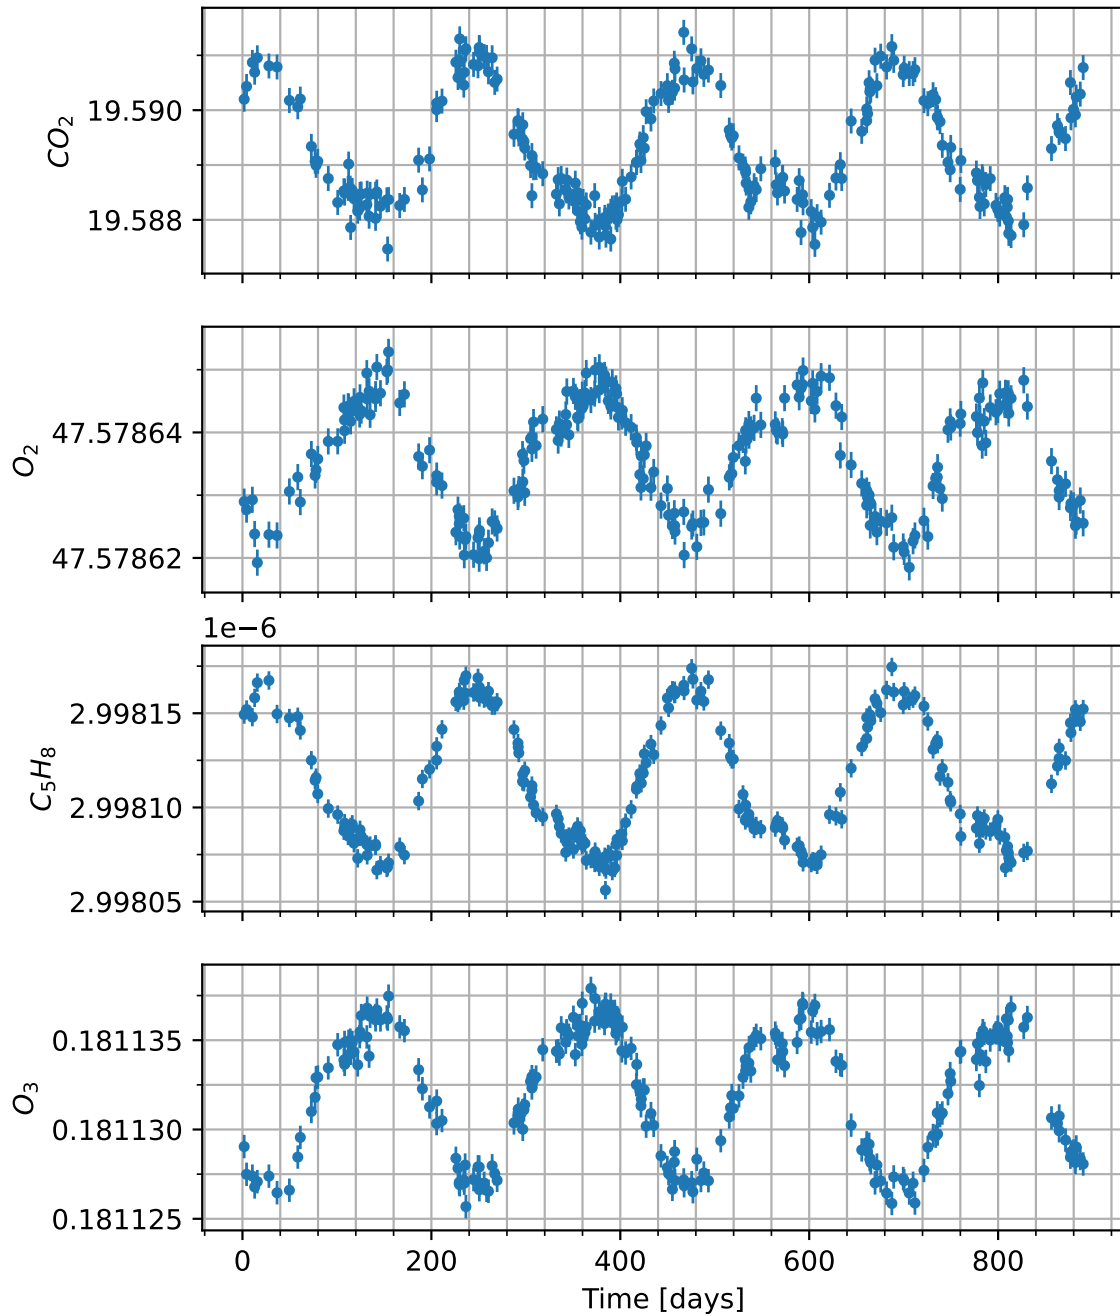 CO₂
19.590
19.588
O₂
47.57864
47.57862
1e−6
C₅H₈
2.99815
2.99810
2.99805
O₃
0.181135
0.181130
0.181125
0 200 400 600 800
Time [days]